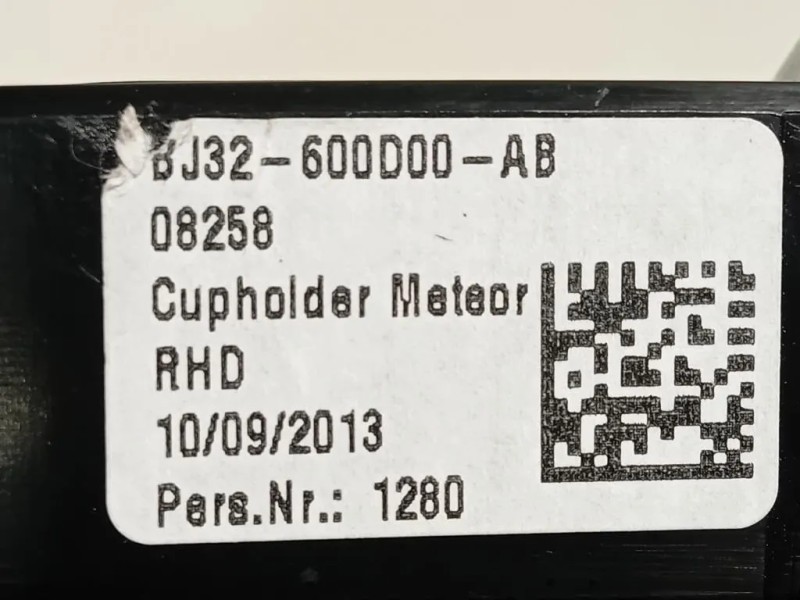 BJ32-600D00-AB
08258
Cupholder Meteor
RHD
10/09/2013
Pers.Nr.: 1280